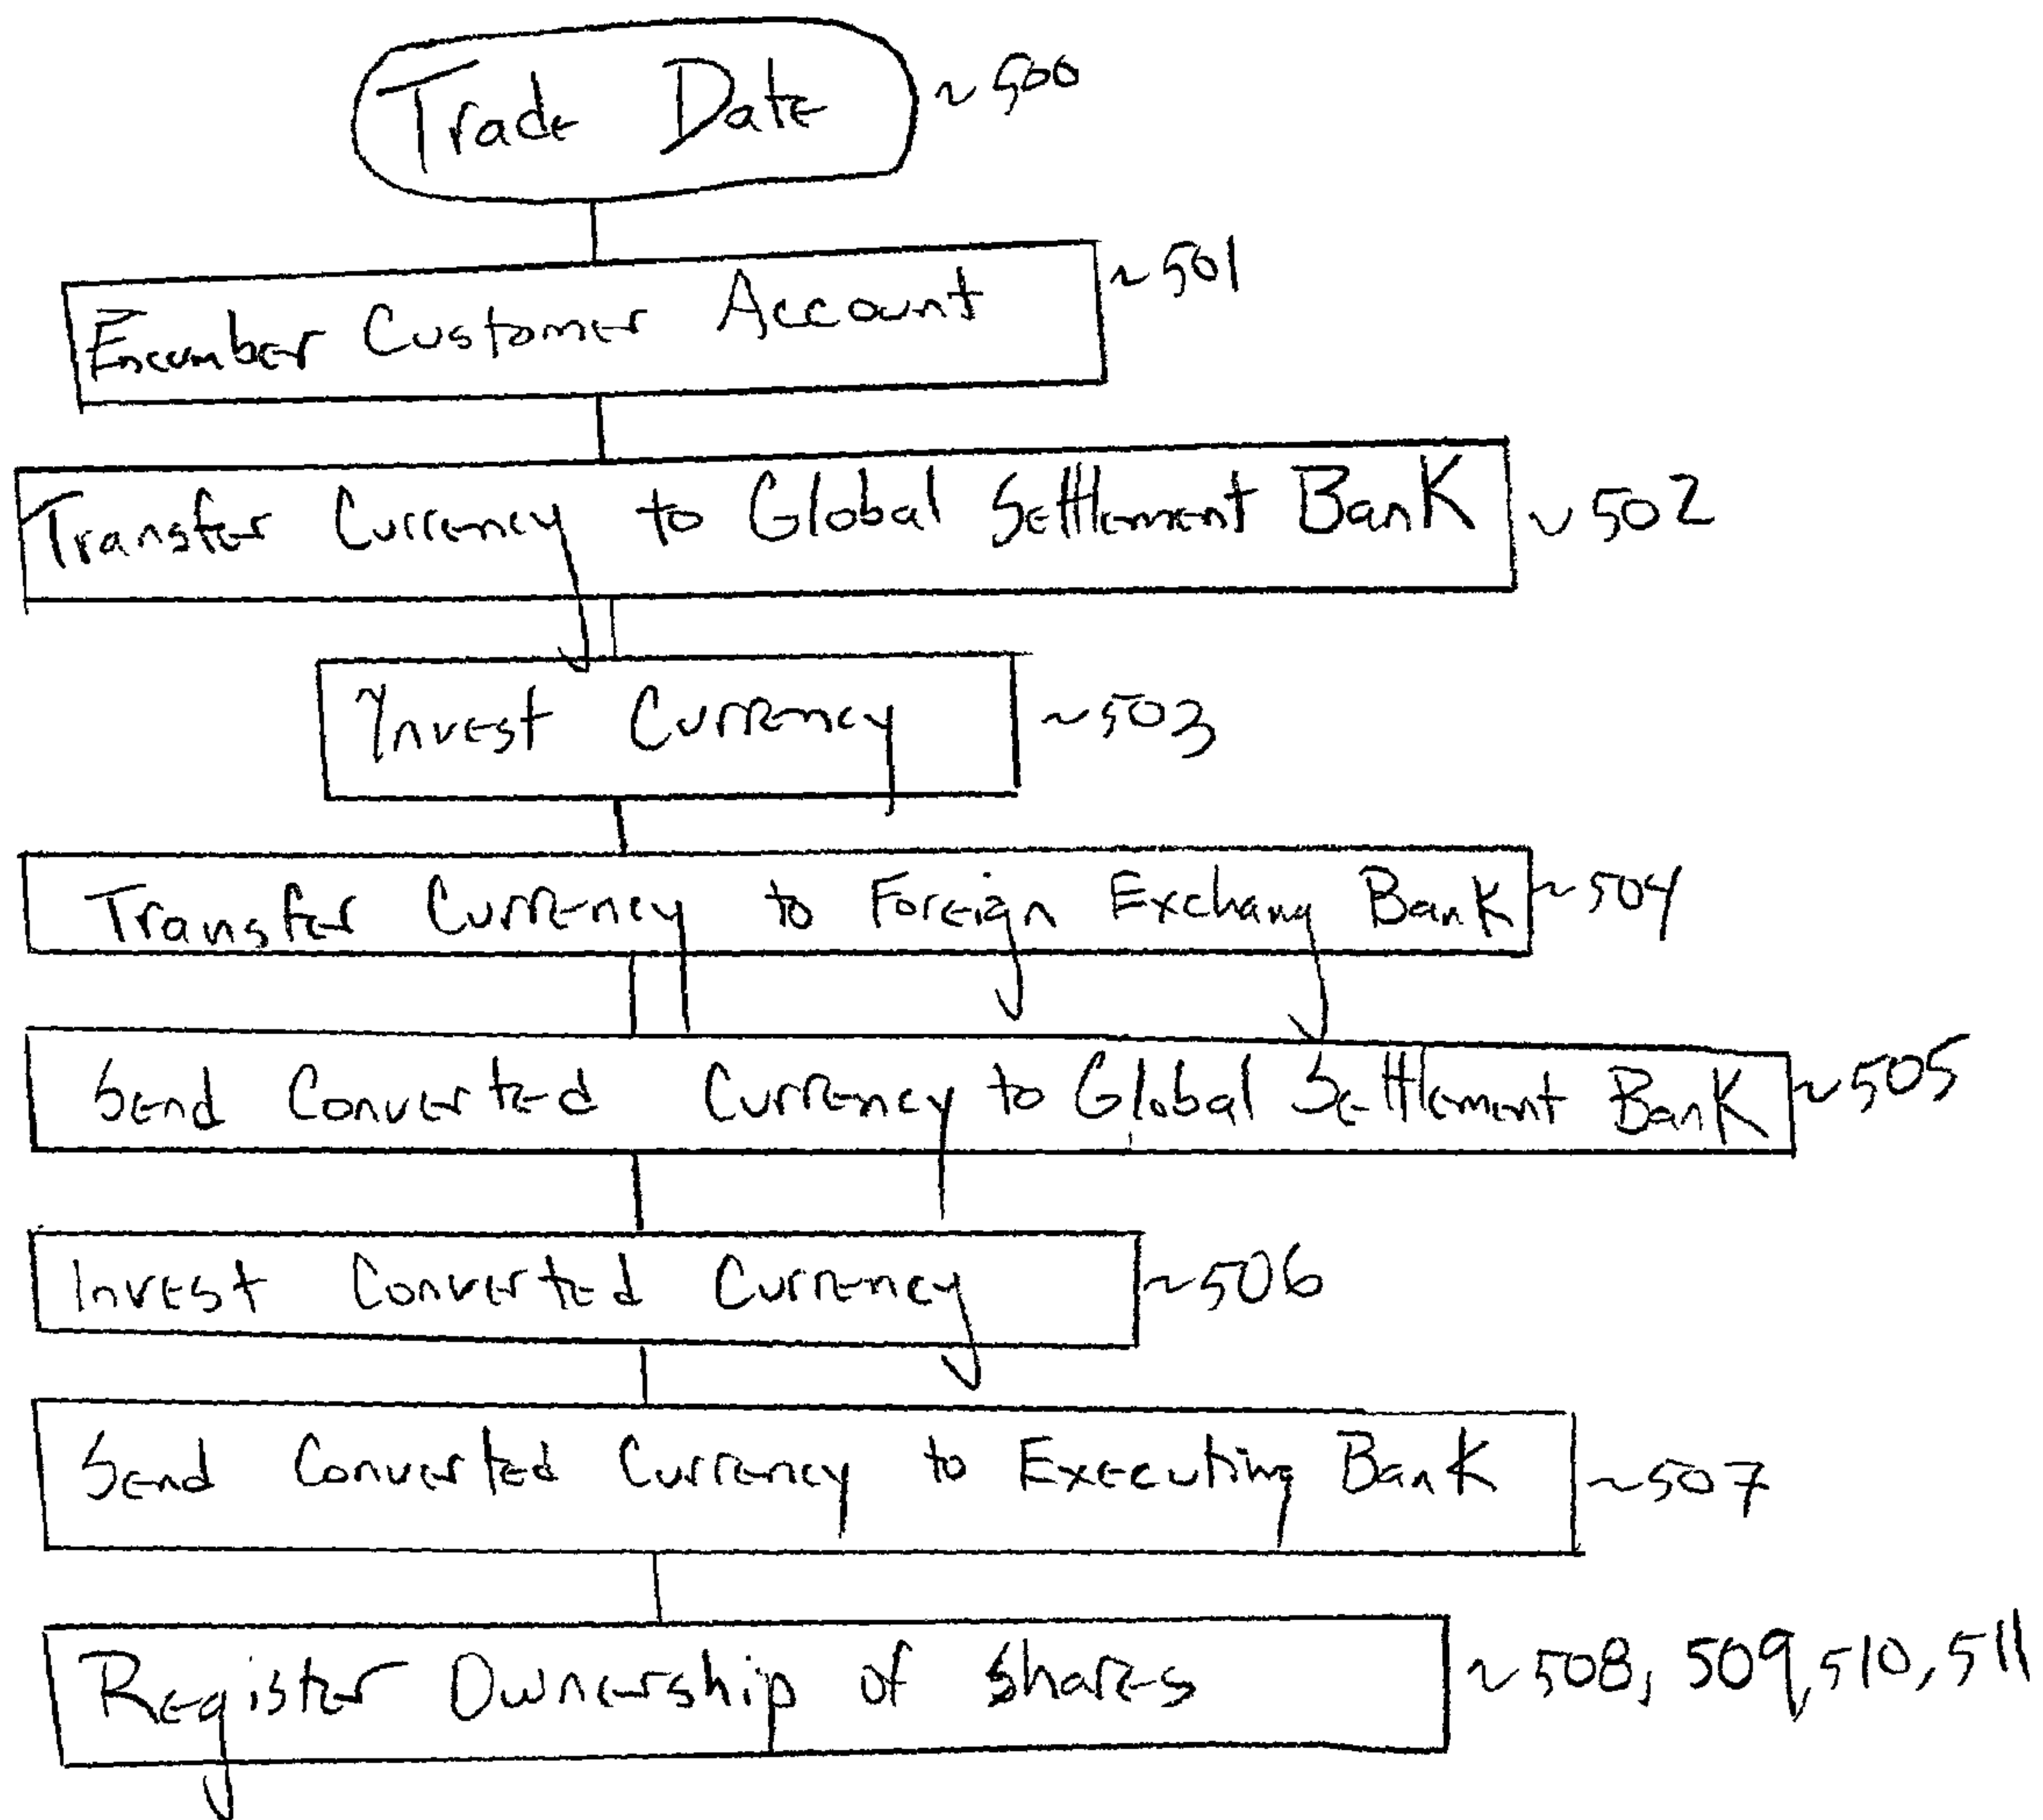 Trade Date ~500
Encumber Customer Account ~501
Transfer Currency to Global Settlement Bank ~502
Invest Currency ~503
Transfer Currency to Foreign Exchang Bank ~504
Send Converted Currency to Global Settlement Bank ~505
Invest Converted Currency ~506
Send Converted Currency to Executing Bank ~507
Register Ownership of Shares ~508, 509, 510, 511